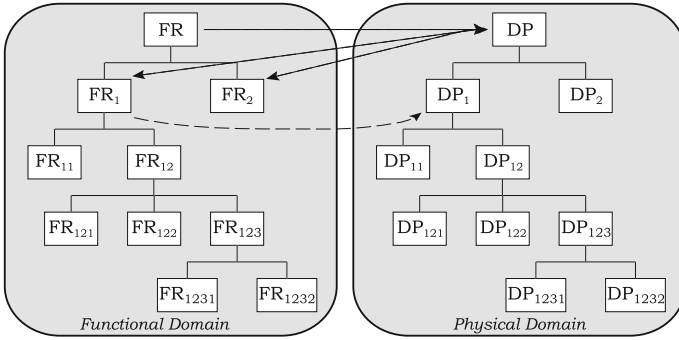 FR DP
FR₁ FR₂ DP₁ DP₂
FR₁₁ FR₁₂ DP₁₁ DP₁₂
FR₁₂₁ FR₁₂₂ FR₁₂₃ DP₁₂₁ DP₁₂₂ DP₁₂₃
FR₁₂₃₁ FR₁₂₃₂ DP₁₂₃₁ DP₁₂₃₂
Functional Domain Physical Domain